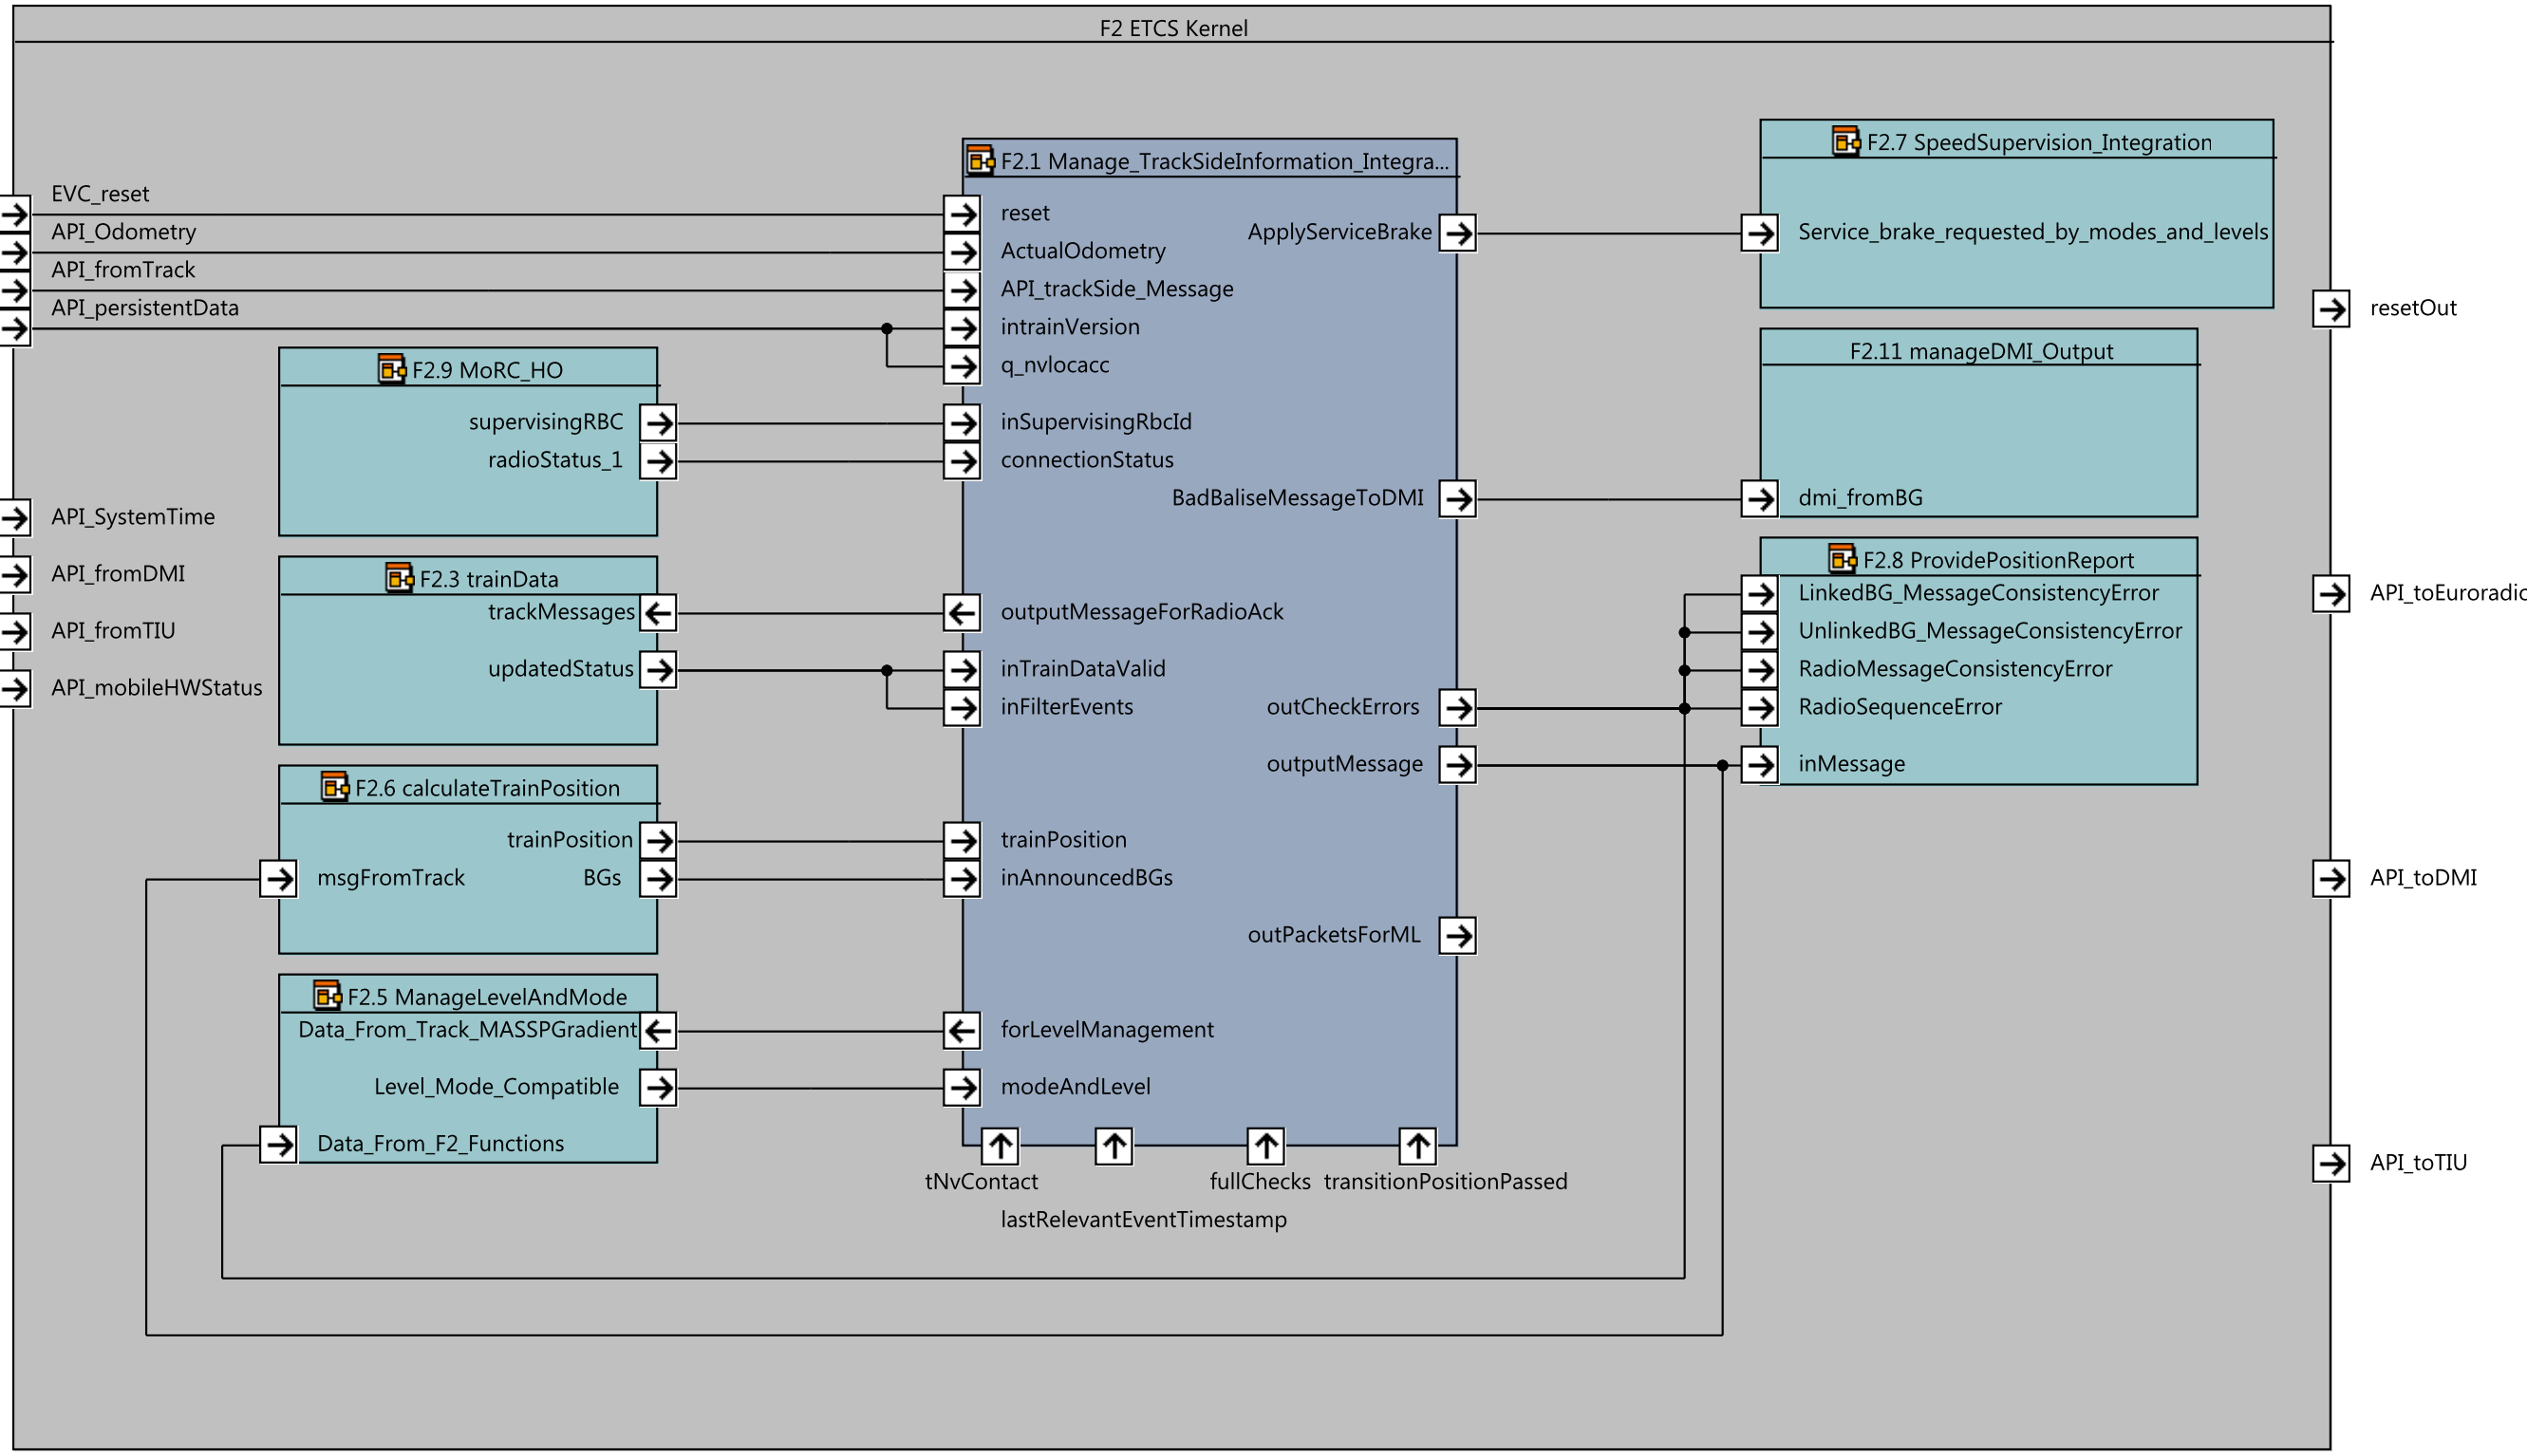 F2 ETCS Kernel
EVC_reset
API_Odometry
API_fromTrack
API_persistentData
API_SystemTime
API_fromDMI
API_fromTIU
API_mobileHWStatus
F2.9 MoRC_HO
supervisingRBC
radioStatus_1
F2.3 trainData
trackMessages
updatedStatus
F2.6 calculateTrainPosition
trainPosition
msgFromTrack
BGs
F2.5 ManageLevelAndMode
Data_From_Track_MASSPGradient
Level_Mode_Compatible
Data_From_F2_Functions
F2.1 Manage_TrackSideInformation_Integra...
reset
ApplyServiceBrake
ActualOdometry
API_trackSide_Message
intrainVersion
q_nvlocacc
inSupervisingRbcId
connectionStatus
BadBaliseMessageToDMI
outputMessageForRadioAck
inTrainDataValid
inFilterEvents
outCheckErrors
outputMessage
trainPosition
inAnnouncedBGs
outPacketsForML
forLevelManagement
modeAndLevel
tNvContact
fullChecks
transitionPositionPassed
lastRelevantEventTimestamp
F2.7 SpeedSupervision_Integration
Service_brake_requested_by_modes_and_levels
F2.11 manageDMI_Output
dmi_fromBG
F2.8 ProvidePositionReport
LinkedBG_MessageConsistencyError
UnlinkedBG_MessageConsistencyError
RadioMessageConsistencyError
RadioSequenceError
inMessage
resetOut
API_toEuroradio
API_toDMI
API_toTIU